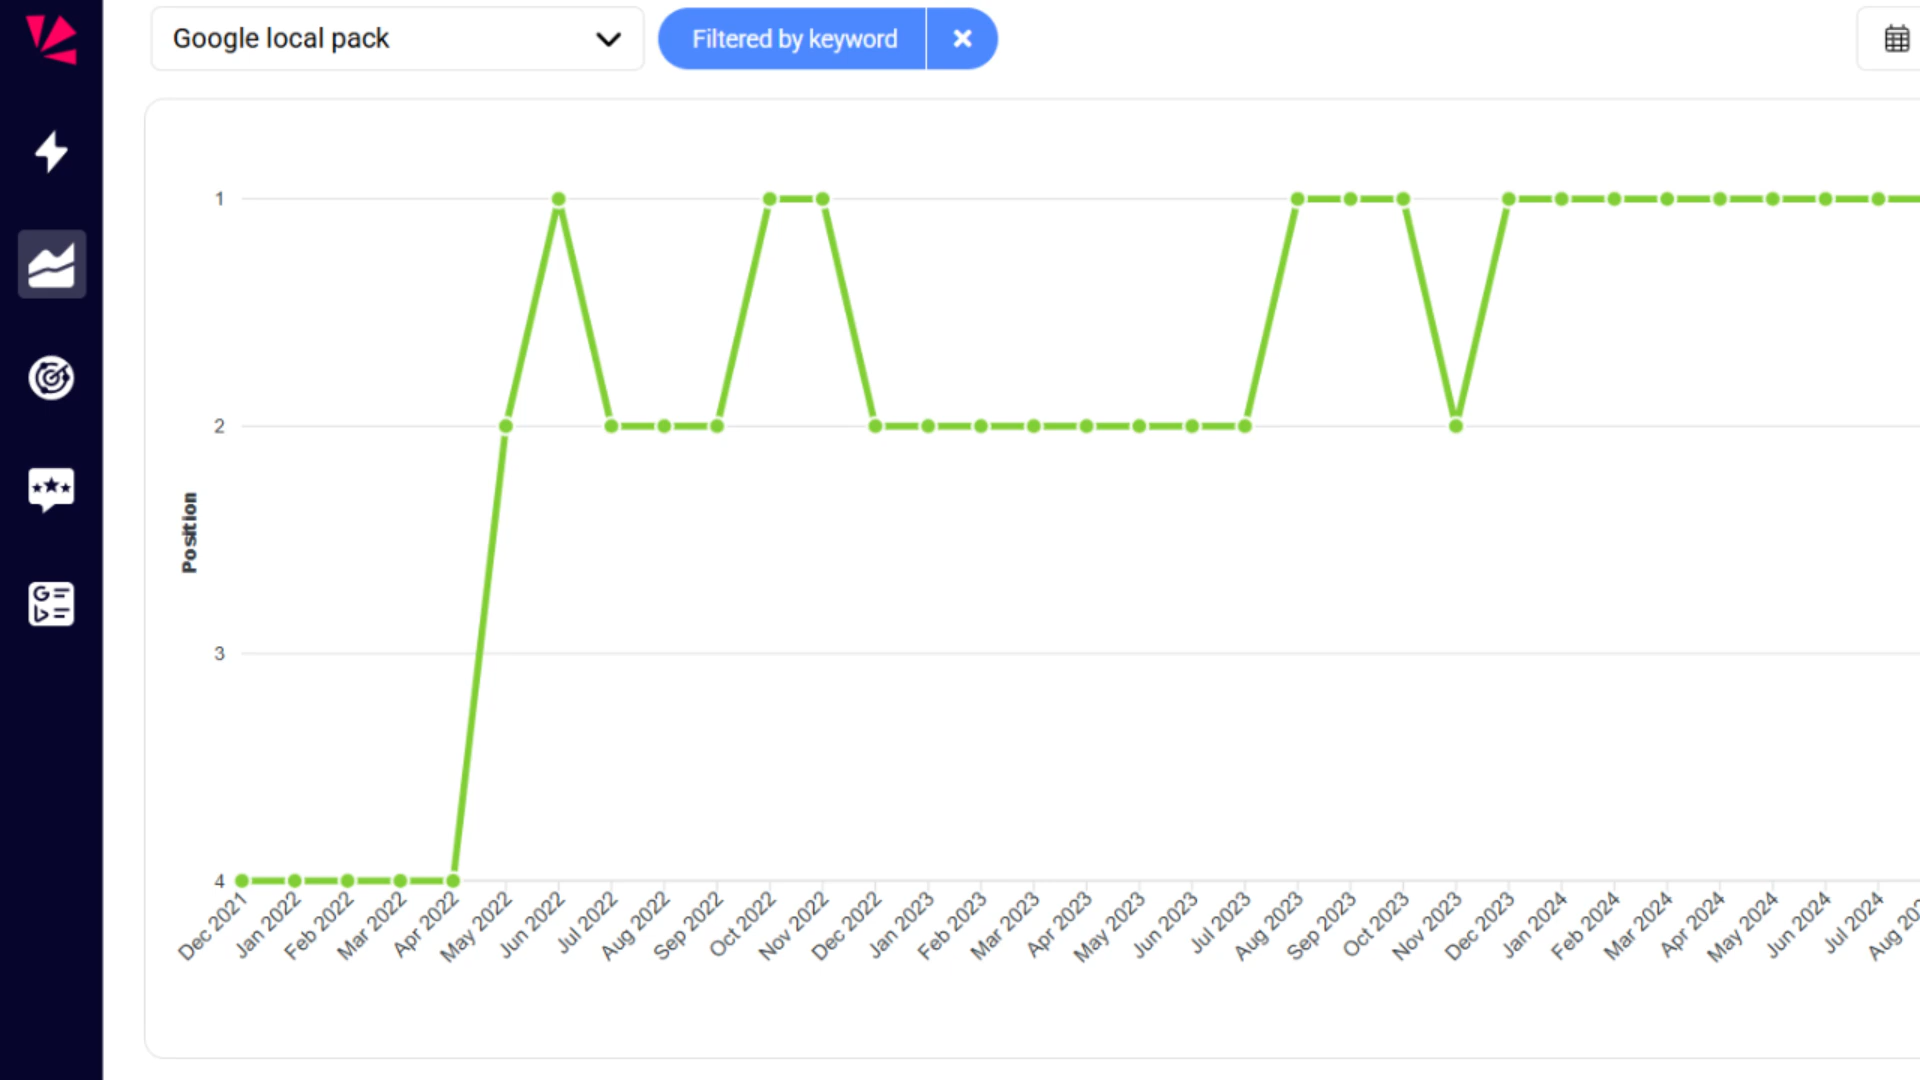 Google local pack
Filtered by keyword
1
2
3
4
Position
Dec 2021
Jan 2022
Feb 2022
Mar 2022
Apr 2022
May 2022
Jun 2022
Jul 2022
Aug 2022
Sep 2022
Oct 2022
Nov 2022
Dec 2022
Jan 2023
Feb 2023
Mar 2023
Apr 2023
May 2023
Jun 2023
Jul 2023
Aug 2023
Sep 2023
Oct 2023
Nov 2023
Dec 2023
Jan 2024
Feb 2024
Mar 2024
Apr 2024
May 2024
Jun 2024
Jul 2024
Aug